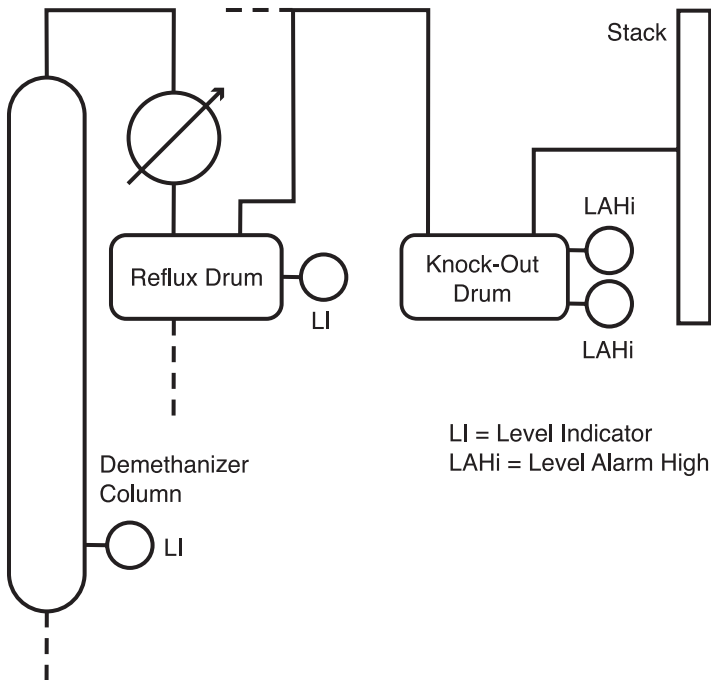 Stack
LAHi
Reflux Drum
Knock-Out
Drum
LI
LAHi
LI = Level Indicator
LAHi = Level Alarm High
Demethanizer
Column
LI